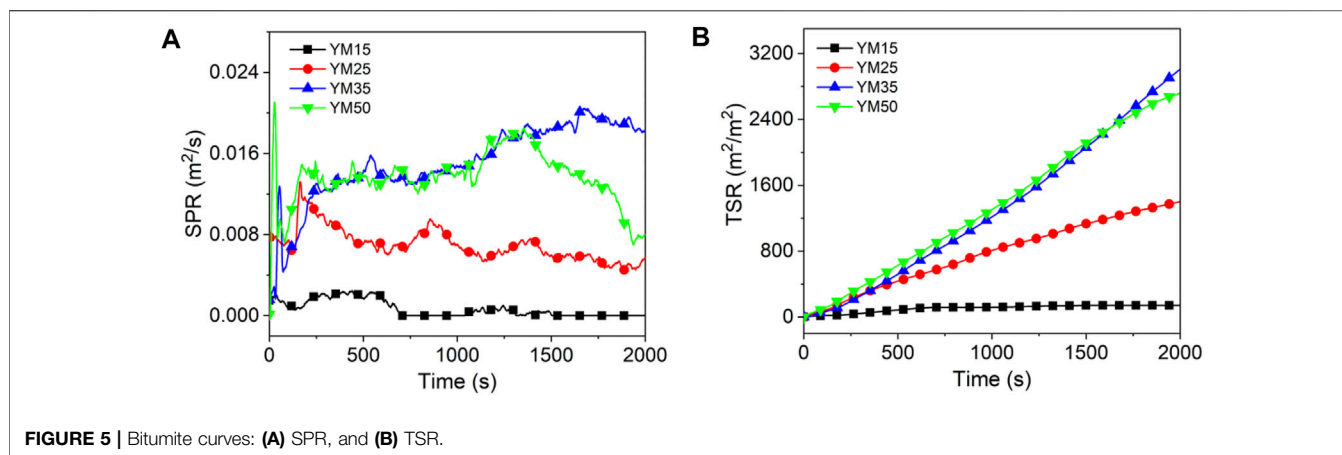 A
YM15
YM25
YM35
YM50
0.024
0.016
0.008
0.000
SPR (m²/s)
0
500
1000
1500
2000
Time (s)
B
YM15
YM25
YM35
YM50
3200
2400
1600
800
0
TSR (m²/m²)
0
500
1000
1500
2000
Time (s)
FIGURE 5 | Bitumite curves: (A) SPR, and (B) TSR.